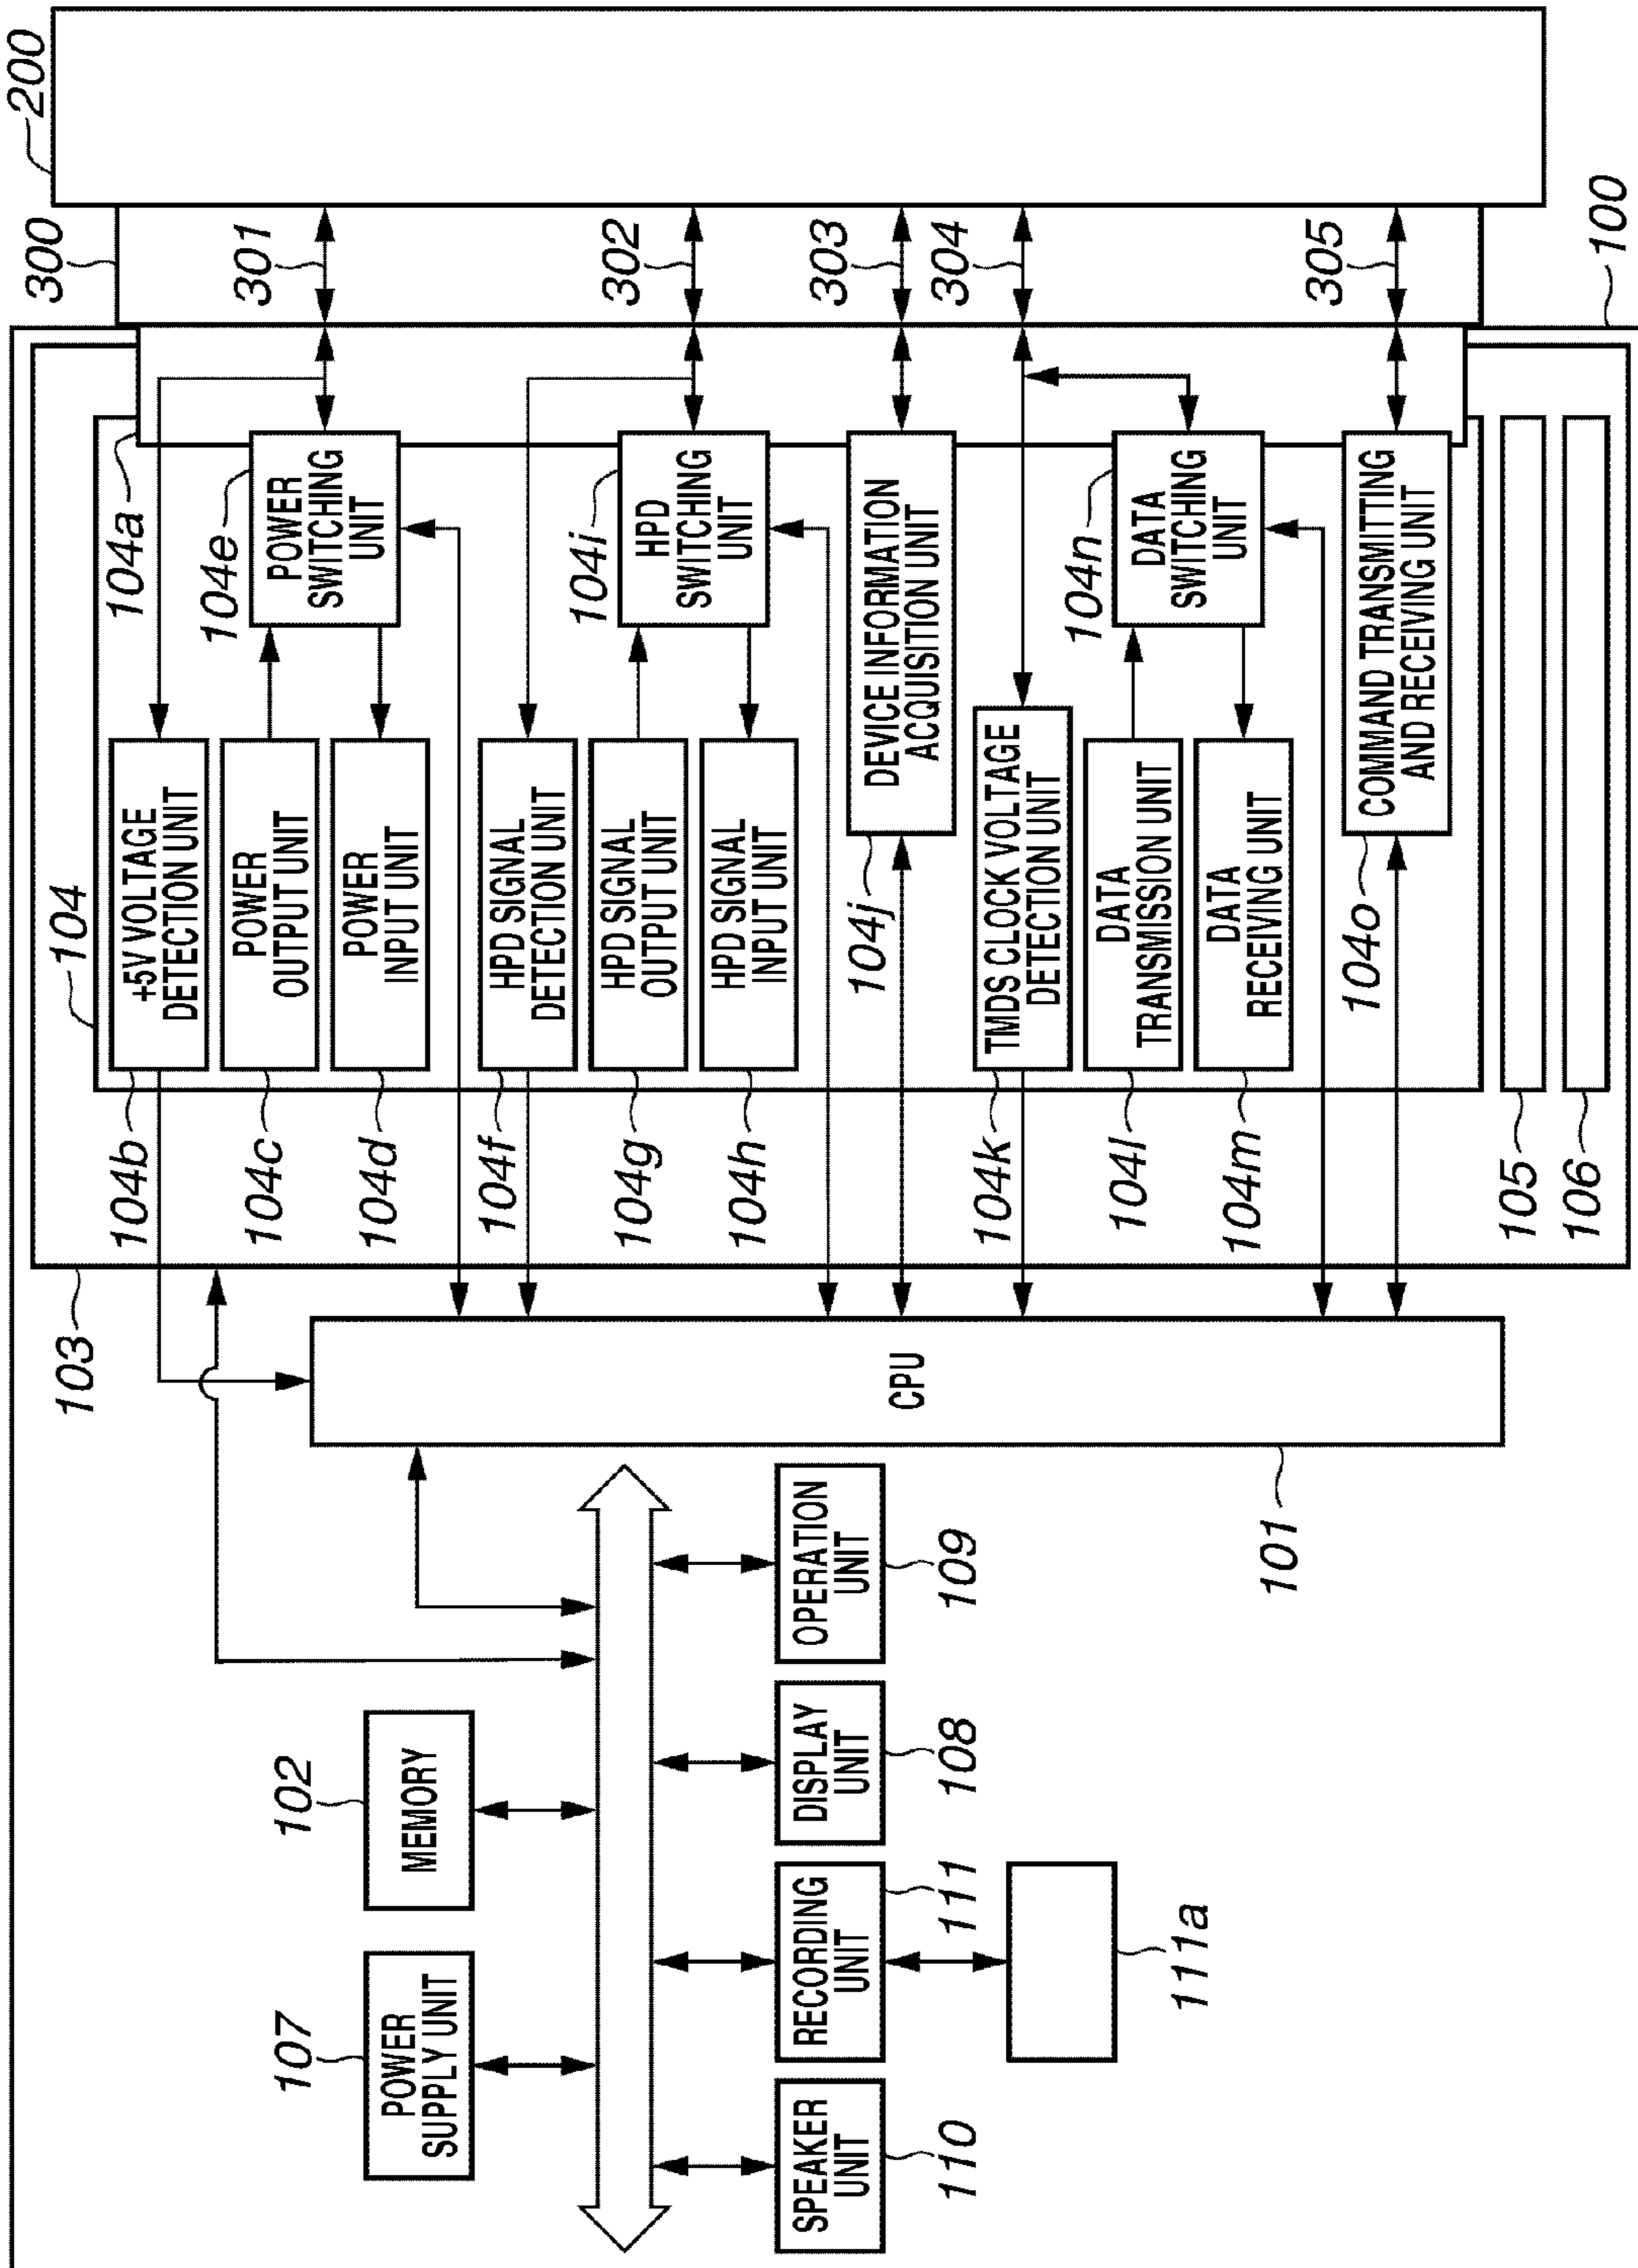 200
300
301
302
303
304
305
100
104a
104e
POWER
SWITCHING
UNIT
104i
HPD
SWITCHING
UNIT
DEVICE INFORMATION
ACQUISITION UNIT
104j
104n
DATA
SWITCHING
UNIT
COMMAND TRANSMITTING
AND RECEIVING UNIT
104o
104
+5V VOLTAGE
DETECTION UNIT
104b
POWER
OUTPUT UNIT
104c
POWER
INPUT UNIT
104d
HPD SIGNAL
DETECTION UNIT
104f
HPD SIGNAL
OUTPUT UNIT
104g
HPD SIGNAL
INPUT UNIT
104h
TMDS CLOCK VOLTAGE
DETECTION UNIT
104k
DATA
TRANSMISSION UNIT
104l
DATA
RECEIVING UNIT
104m
105
106
103
CPU
101
102
MEMORY
107
POWER
SUPPLY UNIT
OPERATION
UNIT
109
DISPLAY
UNIT
108
RECORDING
UNIT
111
111a
SPEAKER
UNIT
110